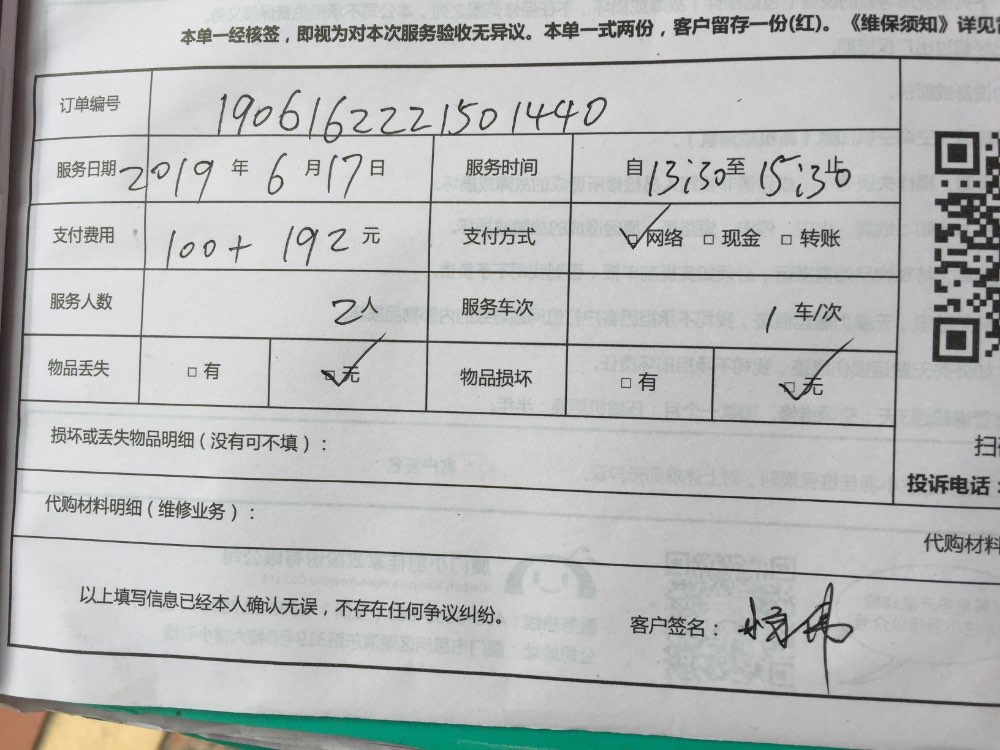 本单一经核签，即视为对本次服务验收无异议。本单一式两份，客户留存一份(红)。《维保须知》详见
订单编号 1906162221501440
服务日期 2019 年 6 月 17 日 服务时间 自 13:30 至 15:30 止
支付费用 100+ 192 元 支付方式 ☑网络 □ 现金 □ 转账
服务人数 2人 服务车次 1 车/次
物品丢失 □ 有 ☑ 无 物品损坏 □ 有 ☑ 无
损坏或丢失物品明细（没有可不填）：
扫
投诉电话：
代购材料明细（维修业务）：
代购材料
以上填写信息已经本人确认无误，不存在任何争议纠纷。
客户签名：